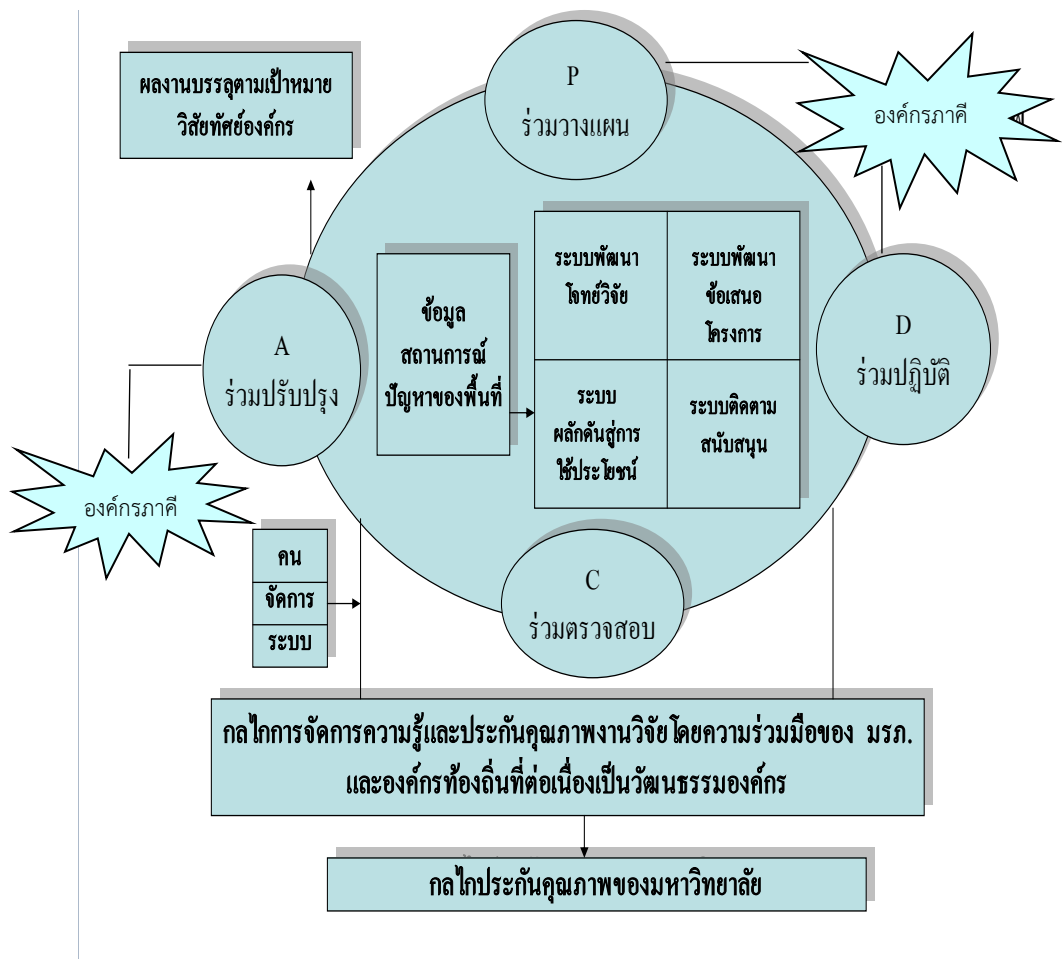 P
ร่วมวางแผน
ผลงานบรรลุตามเป้าหมาย
วิสัยทัศย์องค์กร
องค์กรภาคี
ระบบพัฒนา
โจทย์วิจัย
ระบบพัฒนา
ข้อเสนอ
โครงการ
ข้อมูล
สถานการณ์
ปัญหาของพื้นที่
A
ร่วมปรับปรุง
D
ร่วมปฏิบัติ
ระบบ
ผลักดันสู่การ
ใช้ประโยชน์
ระบบติดตาม
สนับสนุน
องค์กรภาคี
คน
จัดการ
ระบบ
C
ร่วมตรวจสอบ
กลไกการจัดการความรู้และประกันคุณภาพงานวิจัยโดยความร่วมมือของ มรภ.
และองค์กรท้องถิ่นที่ต่อเนื่องเป็นวัฒนธรรมองค์กร
กลไกประกันคุณภาพของมหาวิทยาลัย